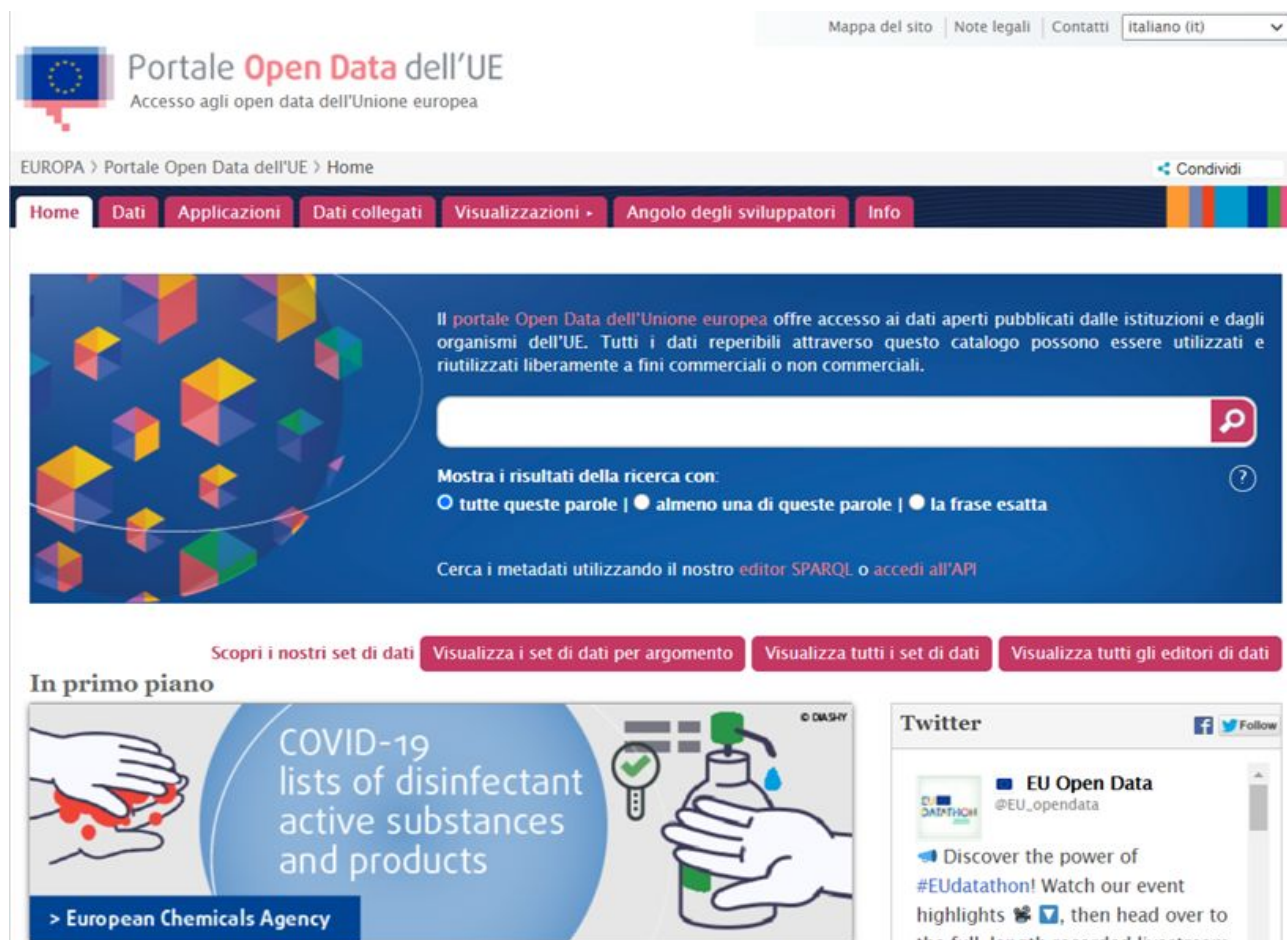 Mappa del sito | Note legali | Contatti italiano (it)
Portale Open Data dell'UE
Accesso agli open data dell'Unione europea
EUROPA > Portale Open Data dell'UE > Home
Condividi
Home Dati Applicazioni Dati collegati Visualizzazioni Angolo degli sviluppatori Info
Il portale Open Data dell'Unione europea offre accesso ai dati aperti pubblicati dalle istituzioni e dagli
organismi dell'UE. Tutti i dati reperibili attraverso questo catalogo possono essere utilizzati e
riutilizzati liberamente a fini commerciali o non commerciali.
Mostra i risultati della ricerca con:
?
tutte queste parole | almeno una di queste parole | la frase esatta
Cerca i metadati utilizzando il nostro editor SPARQL o accedi all'API
Scopri i nostri set di dati Visualizza i set di dati per argomento Visualizza tutti i set di dati Visualizza tutti gli editori di dati
In primo piano
© DIASHY
COVID-19
lists of disinfectant
active substances
and products
> European Chemicals Agency
Twitter
Follow
EU DATATHON
EU Open Data
@EU_opendata
Discover the power of
#EUdatathon! Watch our event
highlights, then head over to
the full-length recorded livestream